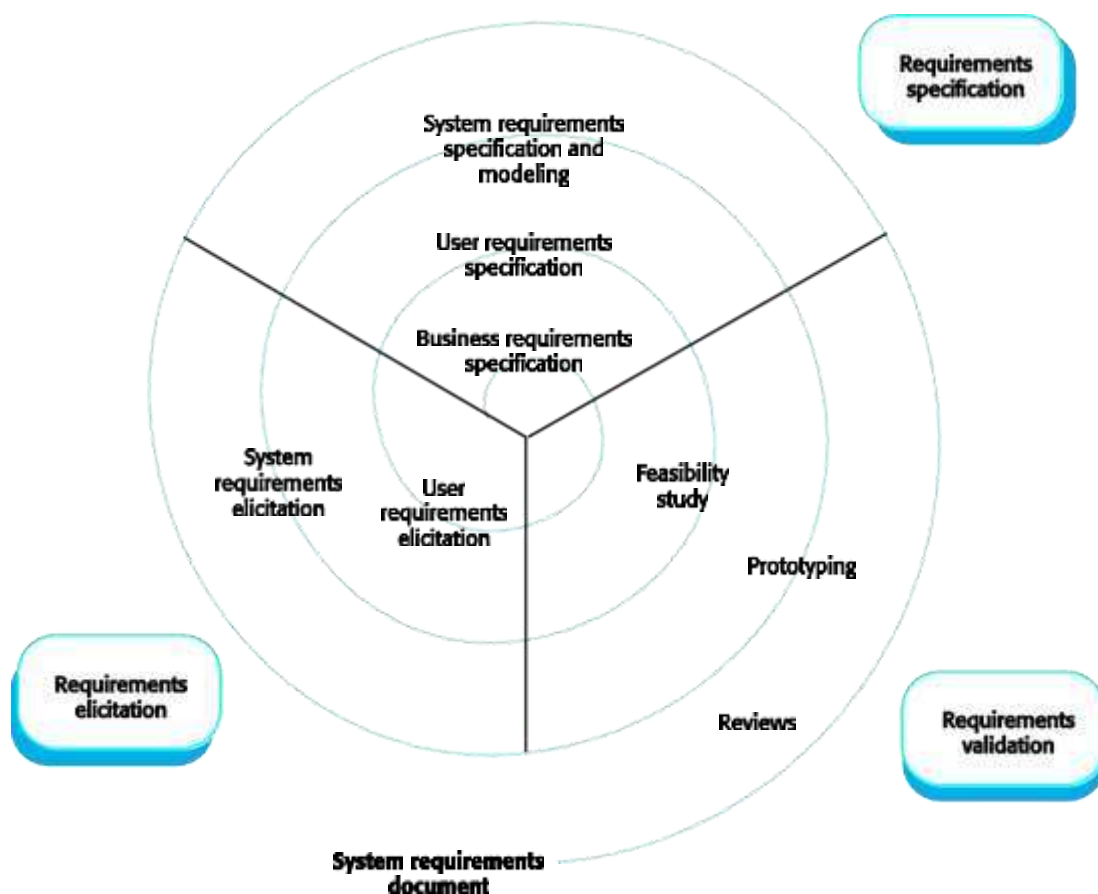 Requirements
specification
System requirements
specification and
modeling
User requirements
specification
Business requirements
specification
System
requirements
elicitation
User
requirements
elicitation
Feasibility
study
Prototyping
Reviews
Requirements
elicitation
Requirements
validation
System requirements
document